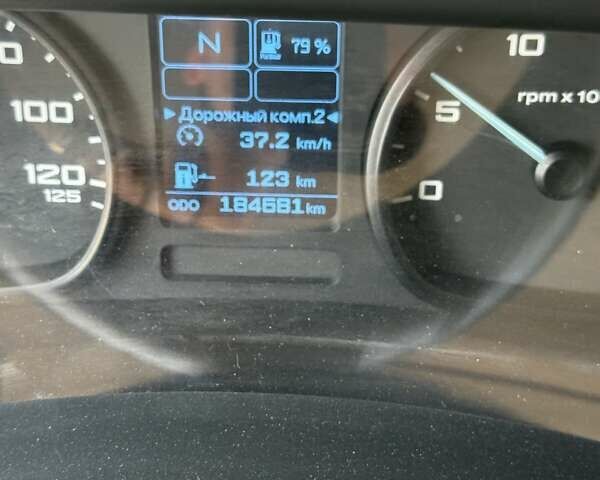 N 79 %
10
rpm x 10
100
5
▶ Дорожный комп.2 ◀
37.2 km/h
120
125
123 km
0
ODO 184681 km